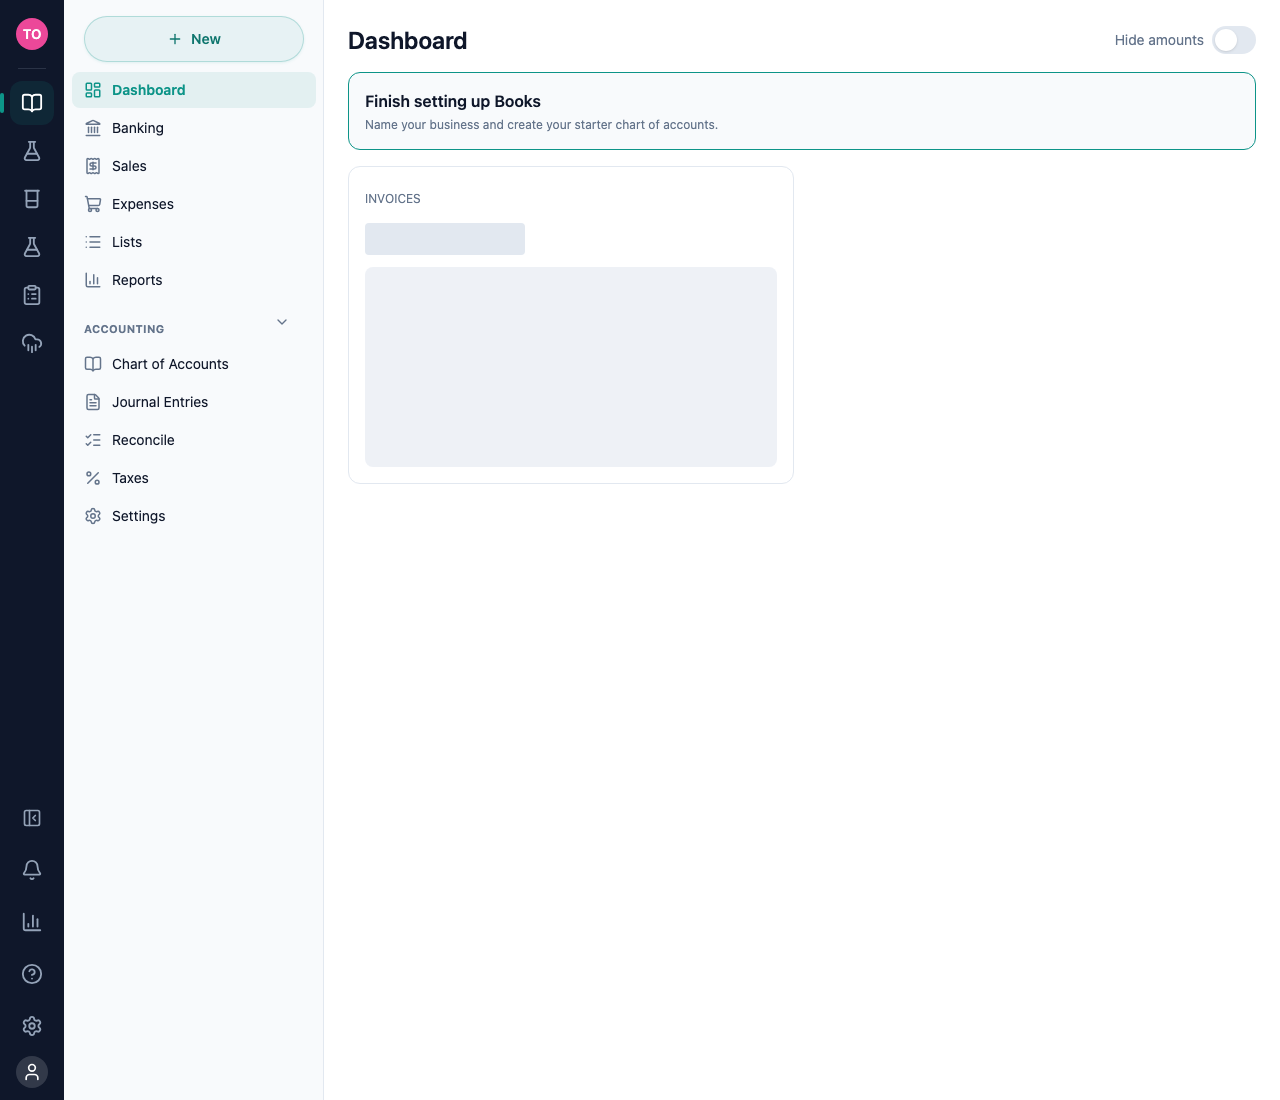 TO
New
Dashboard
Banking
Sales
Expenses
Lists
Reports
ACCOUNTING
Chart of Accounts
Journal Entries
Reconcile
Taxes
Settings
Dashboard
Hide amounts
Finish setting up Books
Name your business and create your starter chart of accounts.
INVOICES